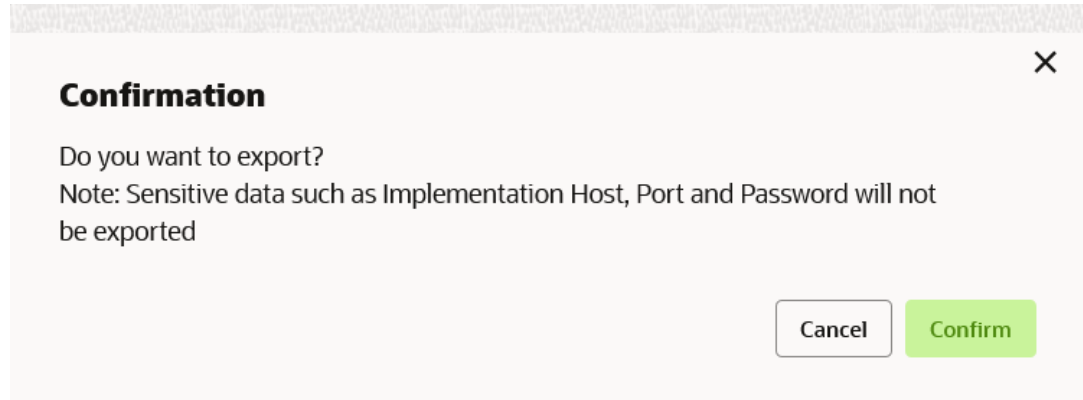 Confirmation
Do you want to export?
Note: Sensitive data such as Implementation Host, Port and Password will not
be exported
Cancel
Confirm